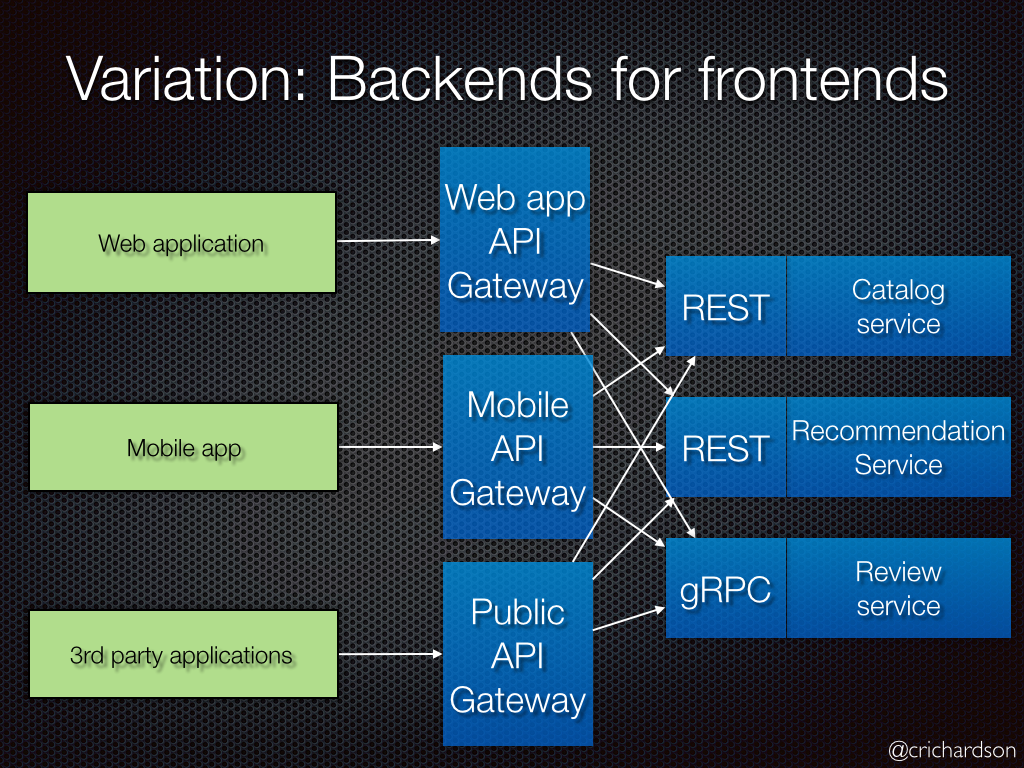 Variation: Backends for frontends
Web application
Web app
API
Gateway
REST
Catalog
service
Mobile app
Mobile
API
Gateway
REST
Recommendation
Service
3rd party applications
Public
API
Gateway
gRPC
Review
service
@crichardson